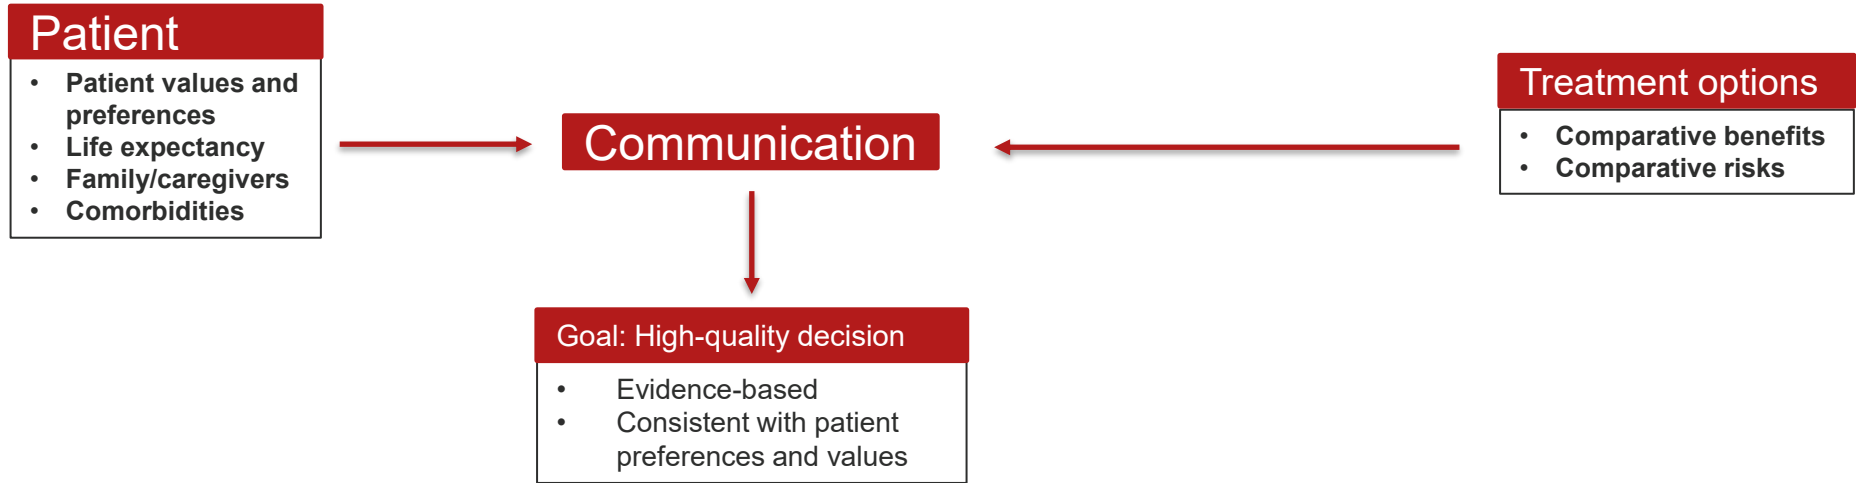 Patient
• Patient values and
preferences
• Life expectancy
• Family/caregivers
• Comorbidities
Communication
Treatment options
• Comparative benefits
• Comparative risks
Goal: High-quality decision
• Evidence-based
• Consistent with patient
preferences and values